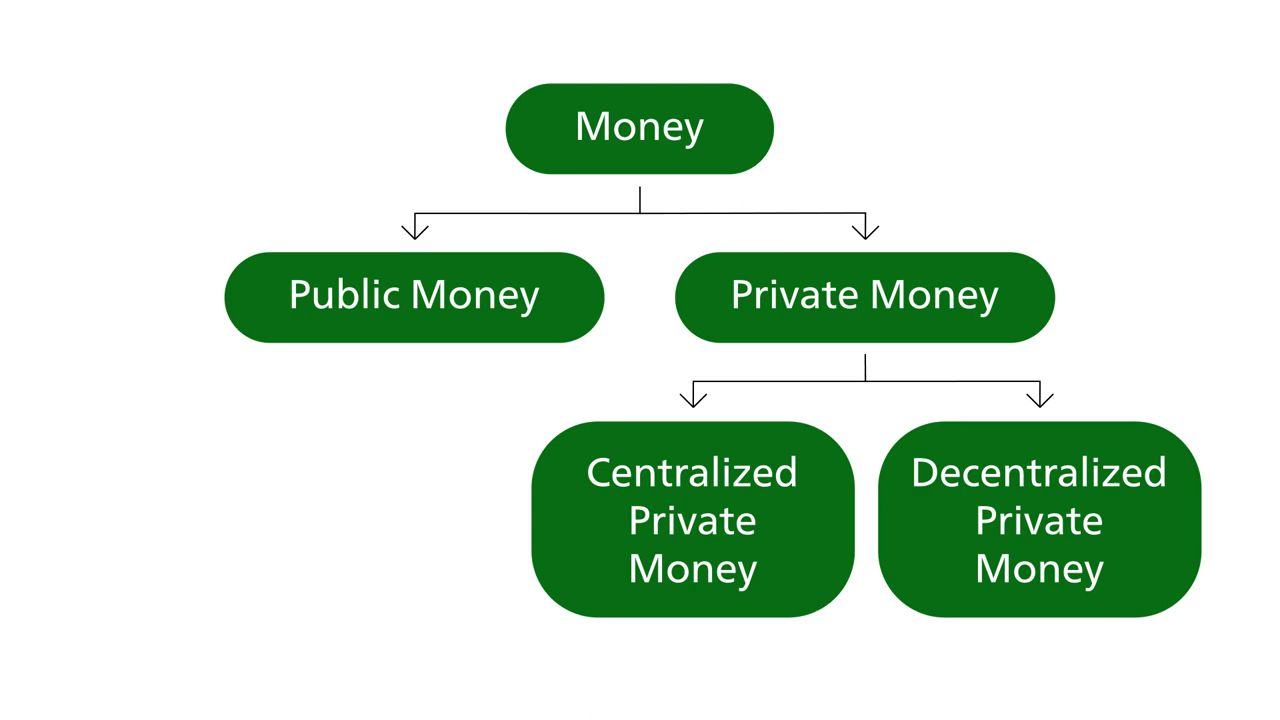 Money
Public Money
Private Money
Centralized
Private
Money
Decentralized
Private
Money